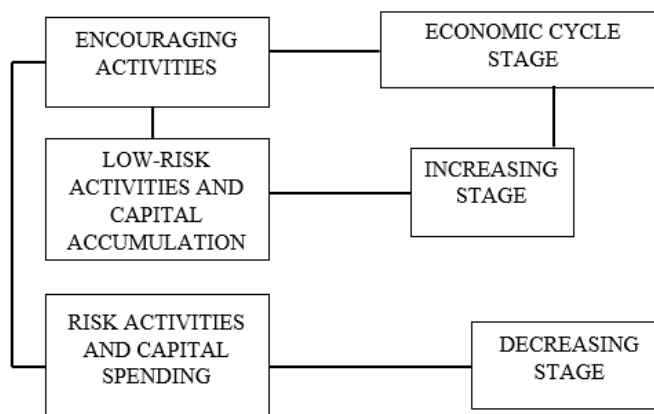 ENCOURAGING
ACTIVITIES
ECONOMIC CYCLE
STAGE
LOW-RISK
ACTIVITIES AND
CAPITAL
ACCUMULATION
INCREASING
STAGE
RISK ACTIVITIES
AND CAPITAL
SPENDING
DECREASING
STAGE